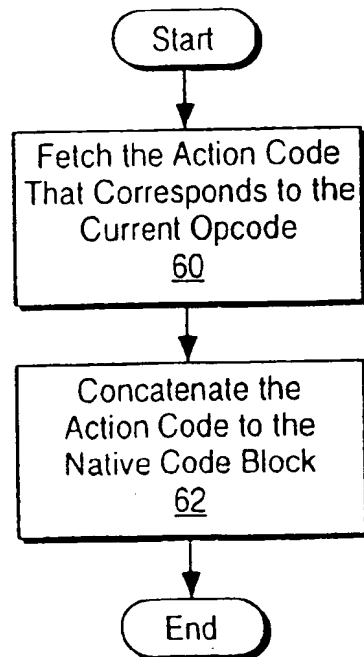 Start
Fetch the Action Code
That Corresponds to the
Current Opcode
60
Concatenate the
Action Code to the
Native Code Block
62
End